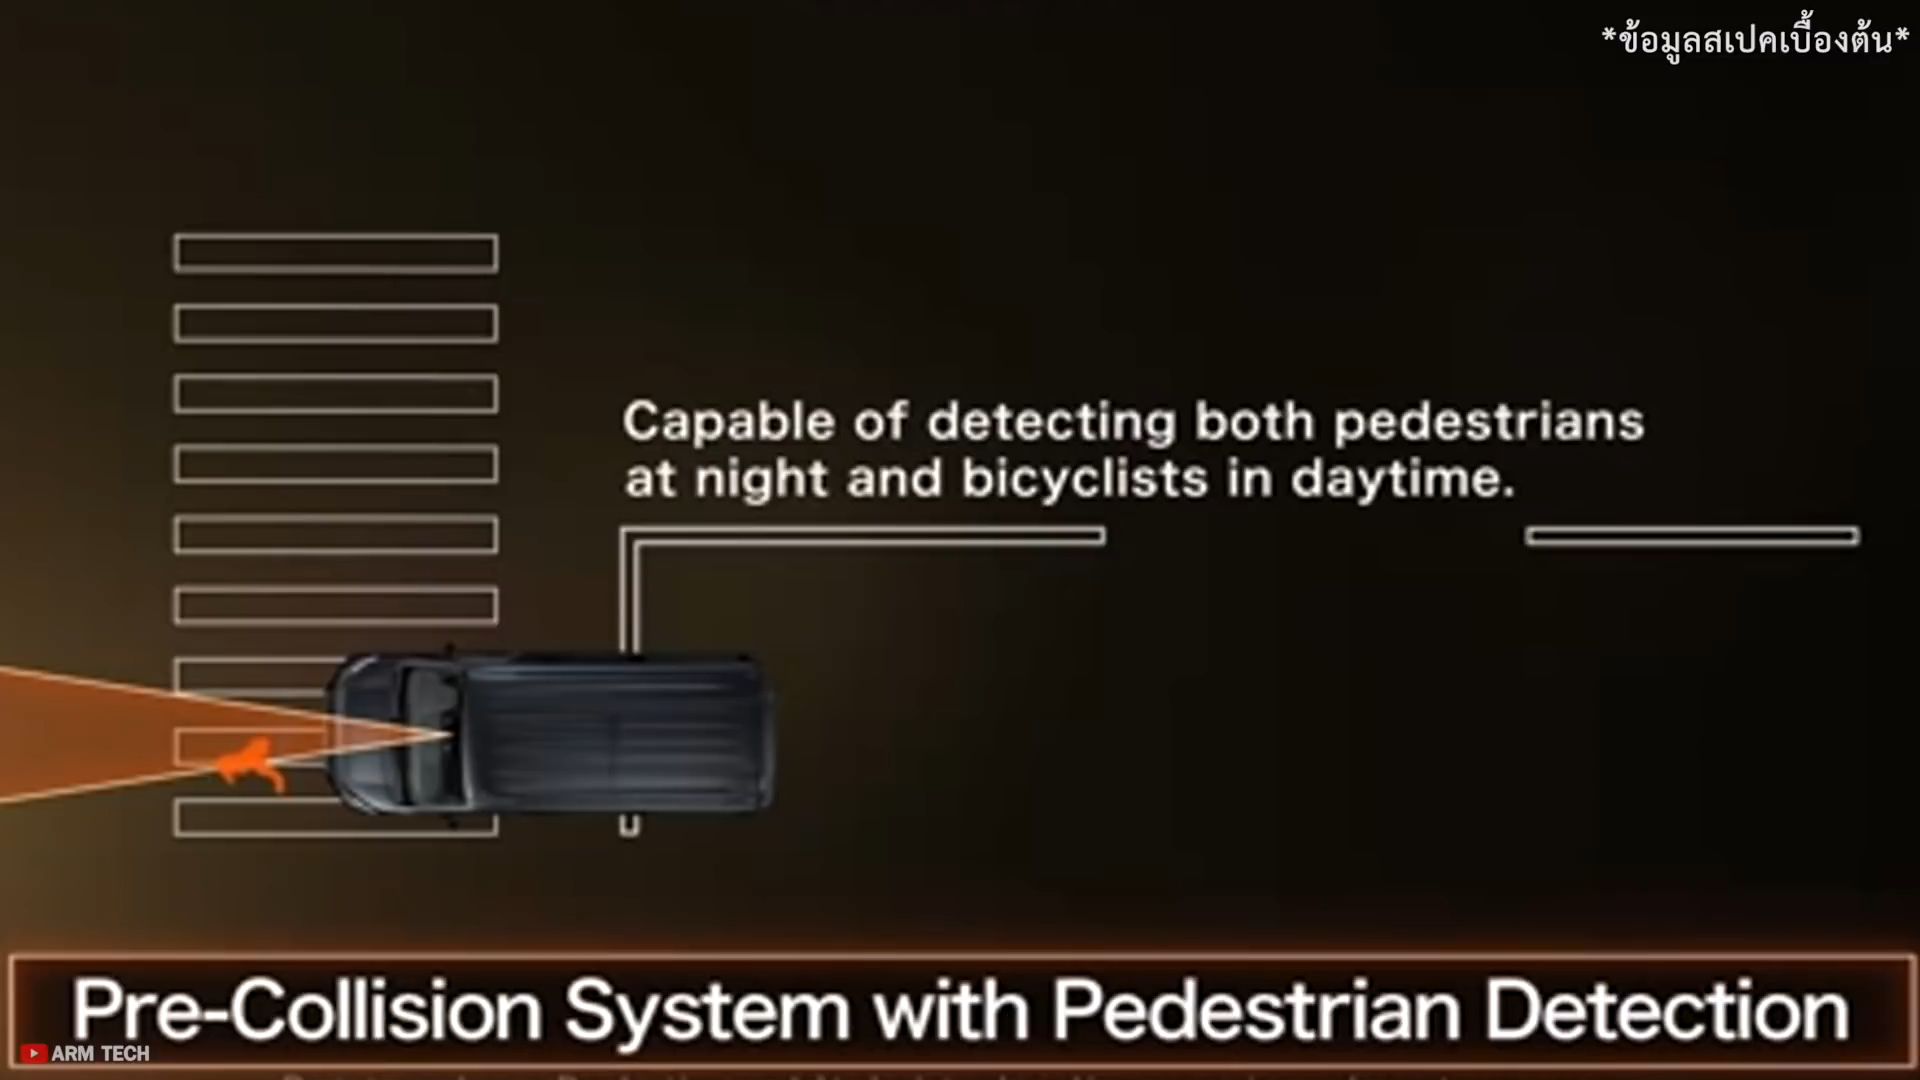 *ข้อมูลสเปคเบื้องต้น*
Capable of detecting both pedestrians
at night and bicyclists in daytime.
Pre-Collision System with Pedestrian Detection
ARM TECH